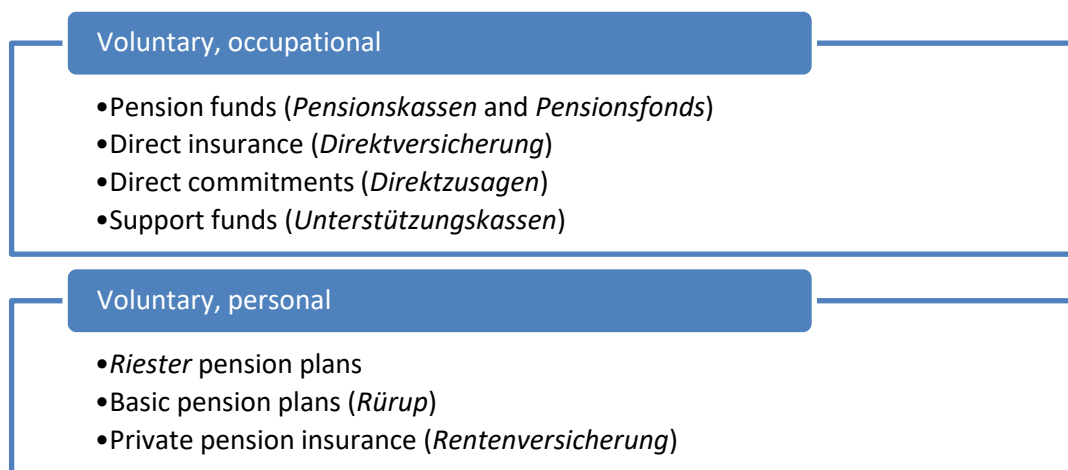 Voluntary, occupational
•Pension funds (Pensionskassen and Pensionsfonds)
•Direct insurance (Direktversicherung)
•Direct commitments (Direktzusagen)
•Support funds (Unterstützungskassen)
Voluntary, personal
•Riester pension plans
•Basic pension plans (Rürup)
•Private pension insurance (Rentenversicherung)